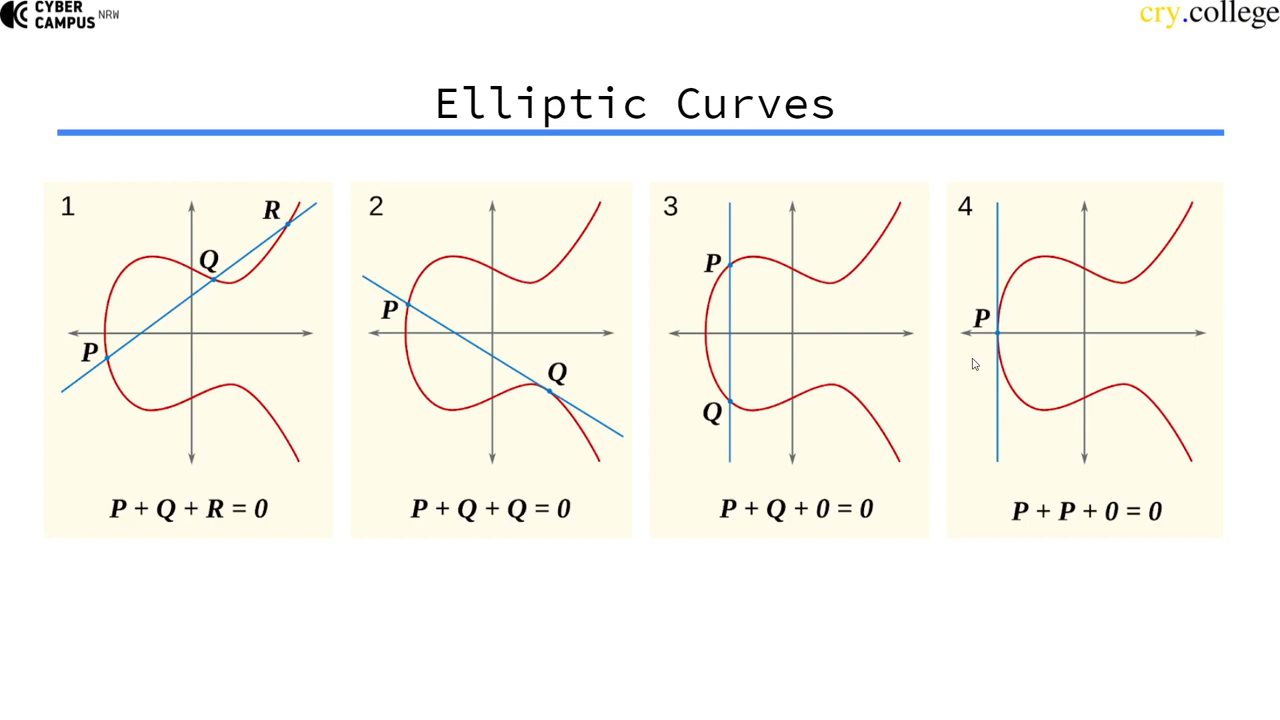 CYBER
CAMPUS NRW
cry.college
Elliptic Curves
1
R
Q
P
P + Q + R = 0
2
P
Q
P + Q + Q = 0
3
P
Q
P + Q + 0 = 0
4
P
P + P + 0 = 0